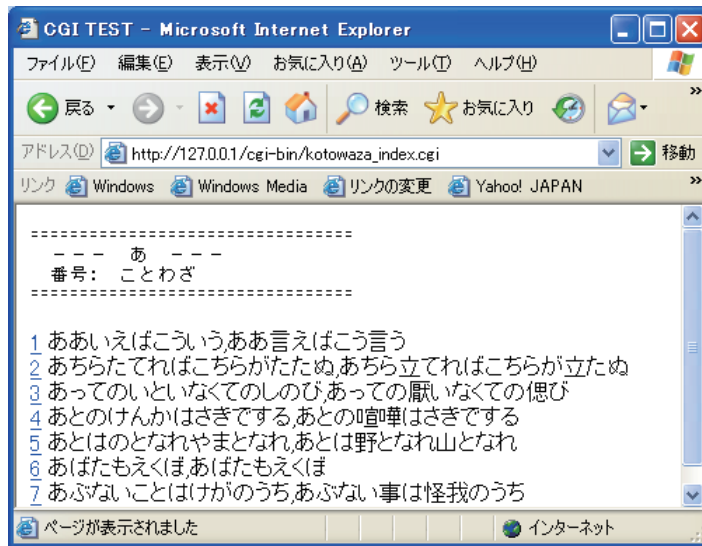 CGI TEST - Microsoft Internet Explorer
ファイル(F) 編集(E) 表示(V) お気に入り(A) ツール(T) ヘルプ(H)
戻る 検索 お気に入り »
アドレス(D) http://127.0.0.1/cgi-bin/kotowaza_index.cgi 移動
リンク Windows Windows Media リンクの変更 Yahoo! JAPAN »
=================================
--- あ ---
番号: ことわざ
=================================
1 ああいえばこういう,ああ言えばこう言う
2 あちらたてればこちらがたたぬ,あちら立てればこちらが立たぬ
3 あってのいといなくてのしのび,あっての厭いなくての偲び
4 あとのけんかはさきでする,あとの喧嘩はさきでする
5 あとはのとなれやまとなれ,あとは野となれ山となれ
6 あばたもえくぼ,あばたもえくぼ
7 あぶないことはけがのうち,あぶない事は怪我のうち
ページが表示されました インターネット